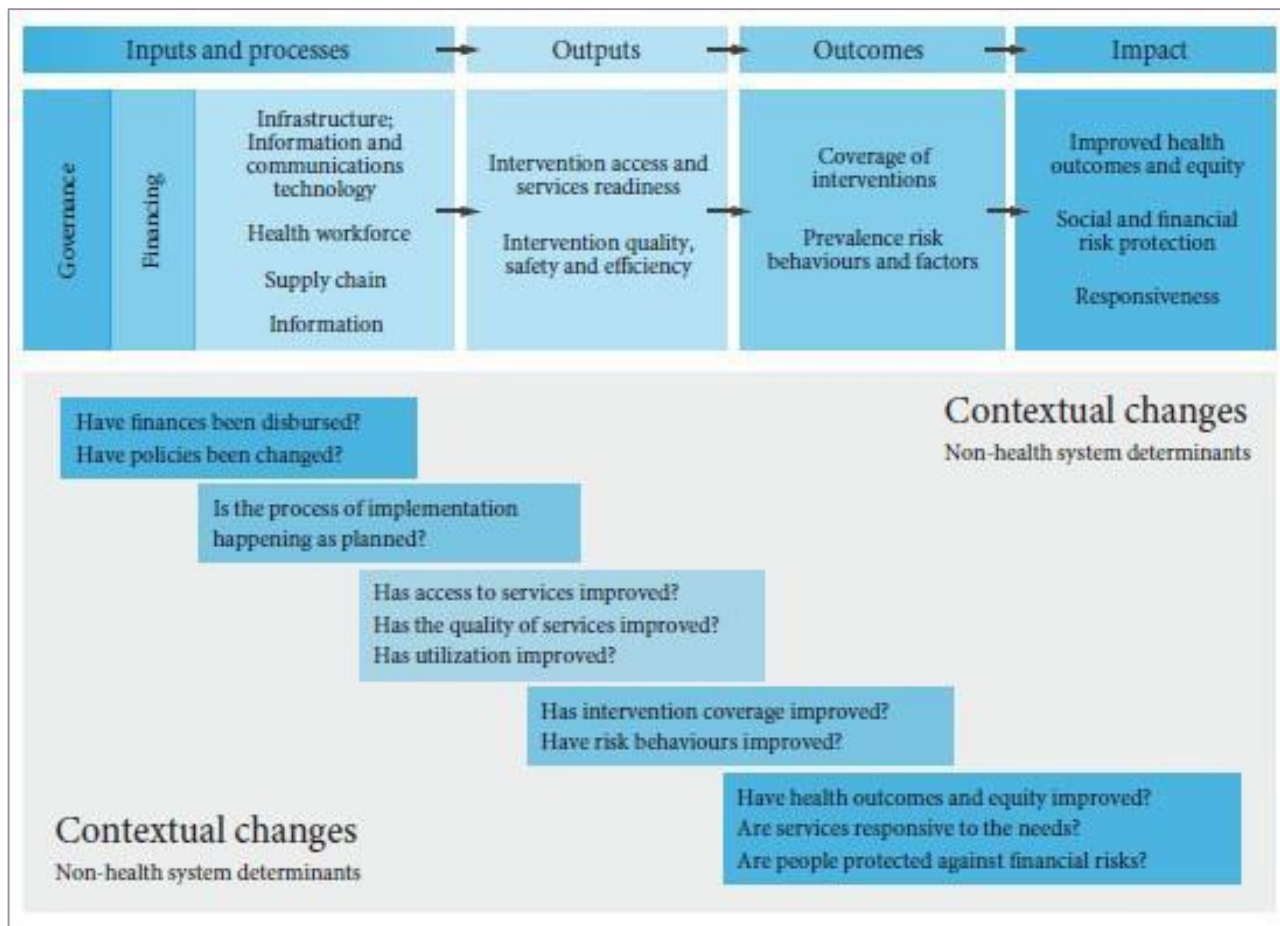 Inputs and processes
Outputs
Outcomes
Impact
Governance
Financing
Infrastructure;
Information and
communications
technology
Health workforce
Supply chain
Information
Intervention access and
services readiness
Intervention quality,
safety and efficiency
Coverage of
interventions
Prevalence risk
behaviours and factors
Improved health
outcomes and equity
Social and financial
risk protection
Responsiveness
Contextual changes
Non-health system determinants
Have finances been disbursed?
Have policies been changed?
Is the process of implementation
happening as planned?
Has access to services improved?
Has the quality of services improved?
Has utilization improved?
Has intervention coverage improved?
Have risk behaviours improved?
Have health outcomes and equity improved?
Are services responsive to the needs?
Are people protected against financial risks?
Contextual changes
Non-health system determinants